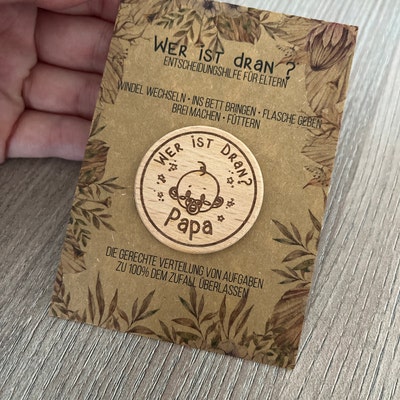 Wer ist dran?
ENTSCHEIDUNGSHILFE FÜR ELTERN
WINDEL WECHSELN • INS BETT BRINGEN • FLASCHE GEBEN
BREI MACHEN • FÜTTERN
Wer ist Dran?
Papa
DIE GERECHTE VERTEILUNG VON AUFGABEN
ZU 100% DEM ZUFALL ÜBERLASSEN